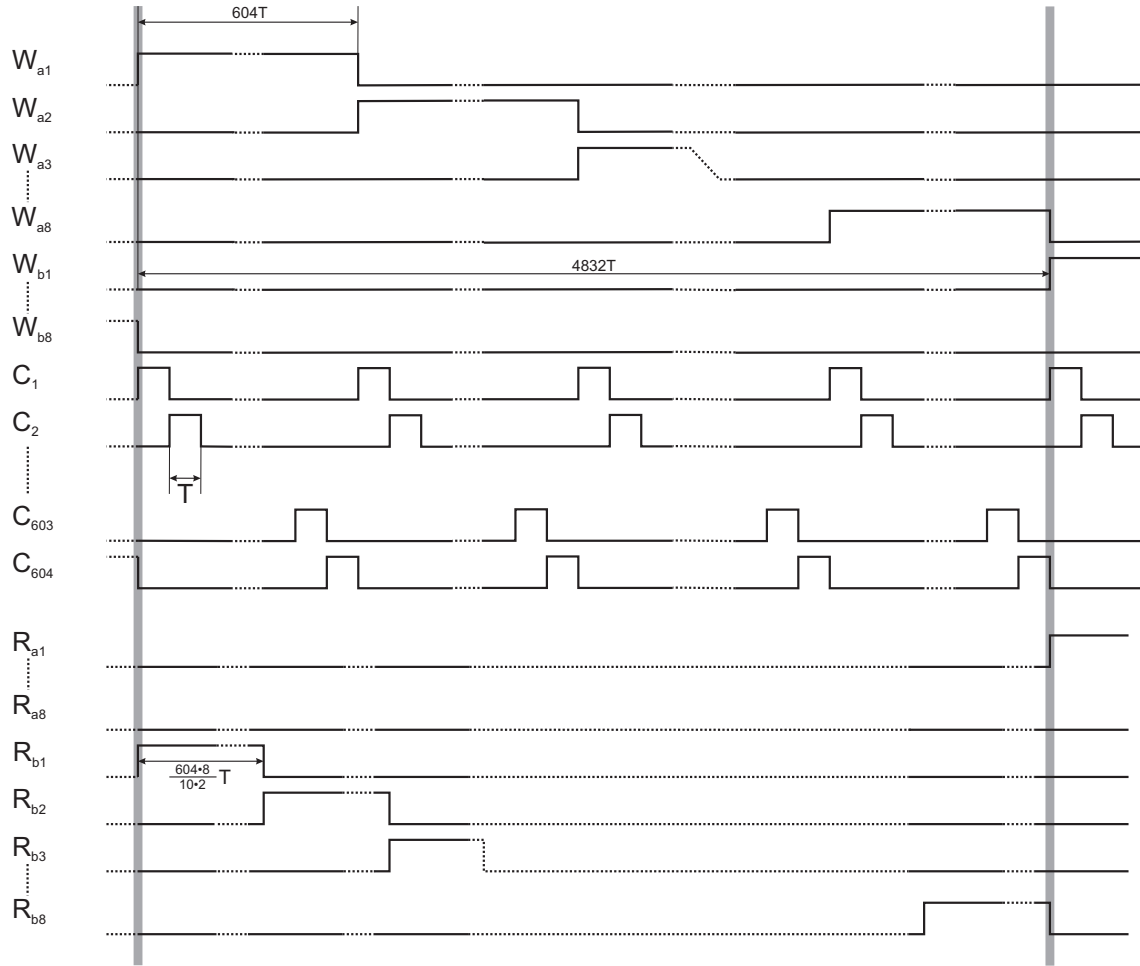 604T
Wa1
Wa2
Wa3
Wa8
4832T
Wb1
Wb8
C1
C2
T
C603
C604
Ra1
Ra8
Rb1
604•8
10•2 T
Rb2
Rb3
Rb8